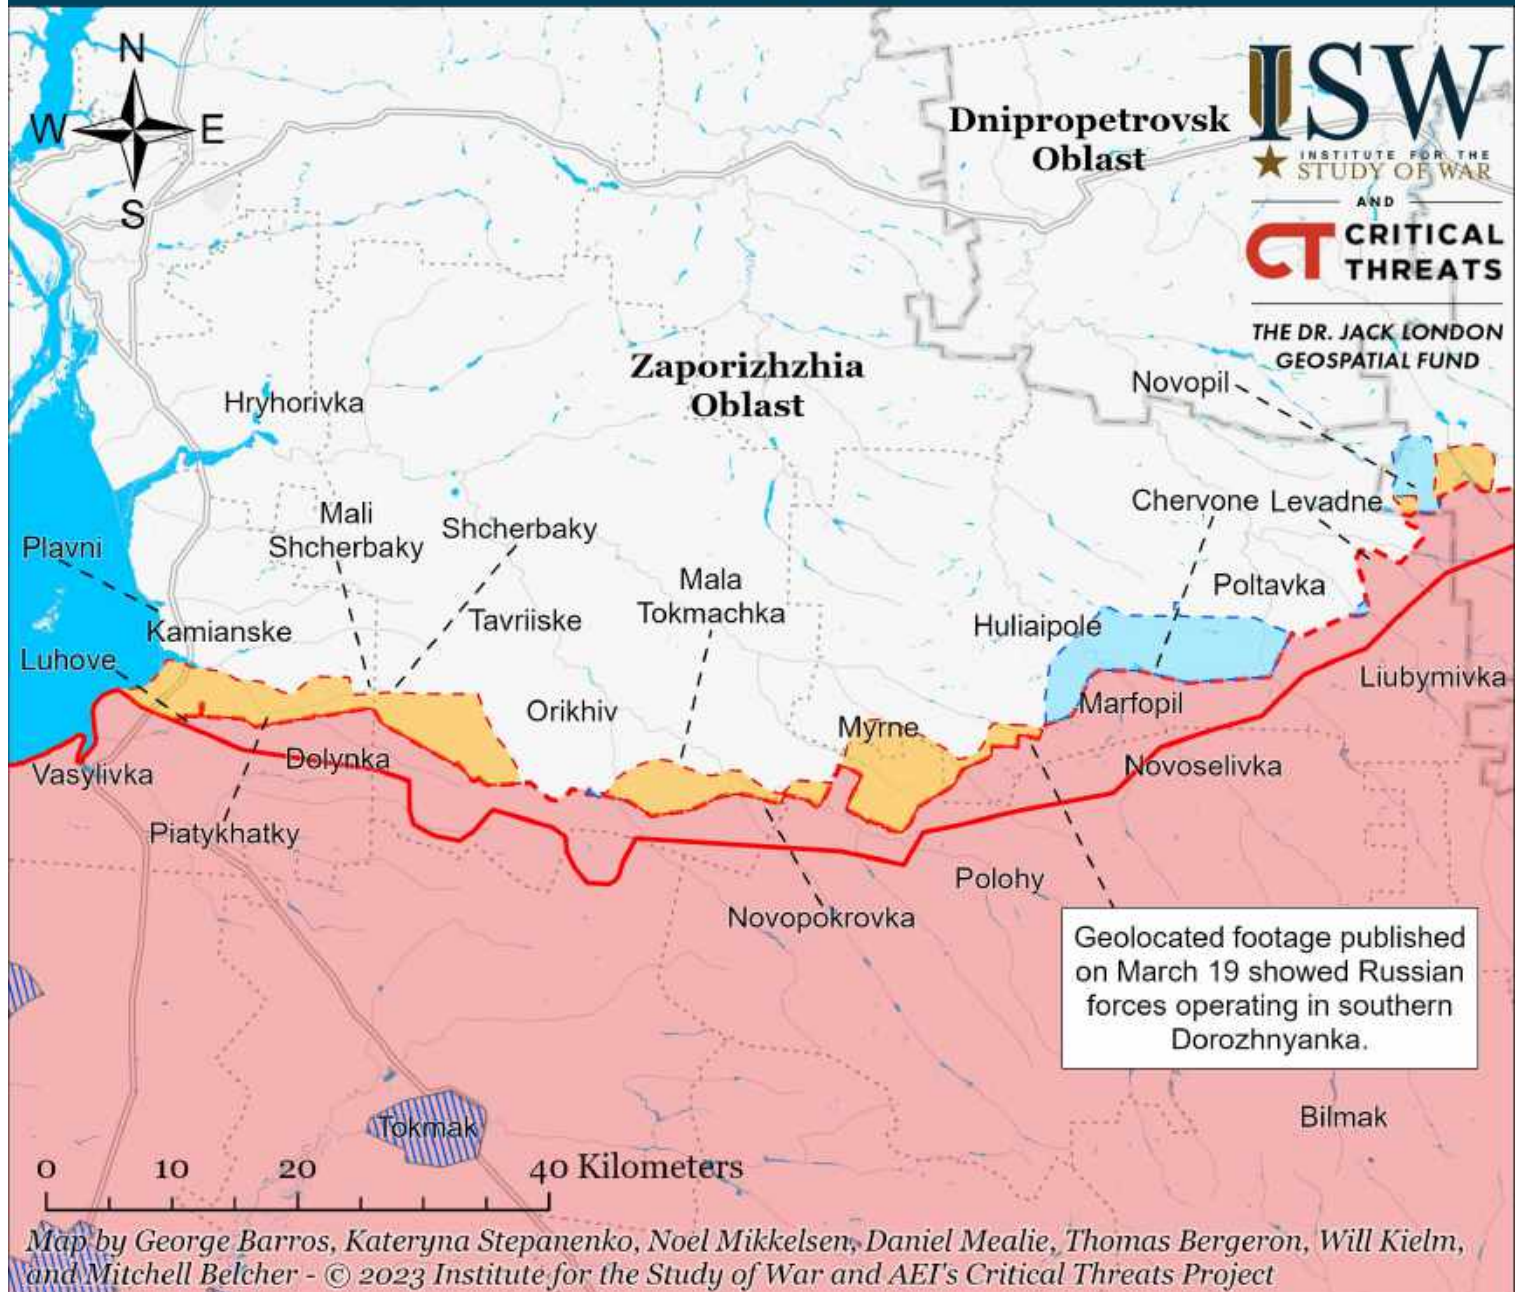 N
W E
S
Dnipropetrovsk
Oblast
ISW
INSTITUTE FOR THE
STUDY OF WAR
AND
CT CRITICAL
THREATS
THE DR. JACK LONDON
GEOSPATIAL FUND
Zaporizhzhia
Oblast
Novopil
Hryhorivka
Chervone Levadne
Mali
Shcherbaky
Shcherbaky
Plavni
Mala
Tokmachka
Poltavka
Tavriiske
Huliaipole
Kamianske
Luhove
Liubymivka
Orikhiv
Marfopil
Myrne
Dolynka
Novoselivka
Vasylivka
Piatykhatky
Polohy
Novopokrovka
Geolocated footage published
on March 19 showed Russian
forces operating in southern
Dorozhnyanka.
Bilmak
Tokmak
0 10 20 40 Kilometers
Map by George Barros, Kateryna Stepanenko, Noel Mikkelsen, Daniel Mealie, Thomas Bergeron, Will Kielm,
and Mitchell Belcher - © 2023 Institute for the Study of War and AEI's Critical Threats Project